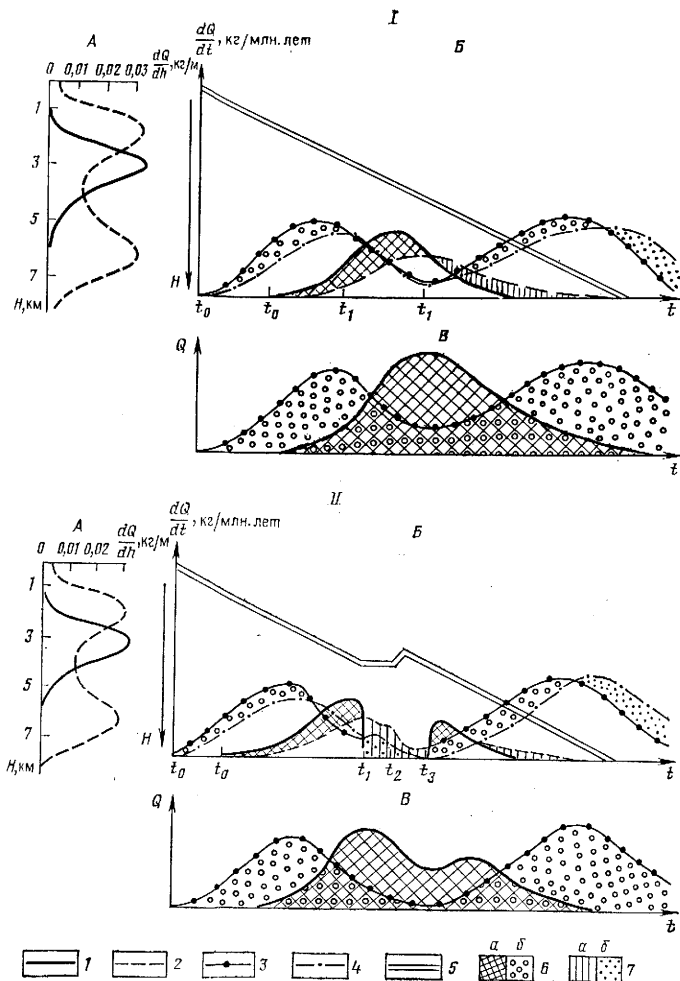 I
A
dQ/dt, кг/млн. лет
Б
0 0,01 0,02 0,03 dQ/dh, кг/м
1
3
5
7
H, км
H
t₀ t₀ t₁ t₁ t
Q
В
t
II
A
dQ/dt, кг/млн. лет
Б
0 0,01 0,02 dQ/dh, кг/м
1
3
5
7
H, км
H
t₀ t₀ t₁ t₂ t₃ t
Q
В
t
1 2 3 4 5 а б 6 а б 7